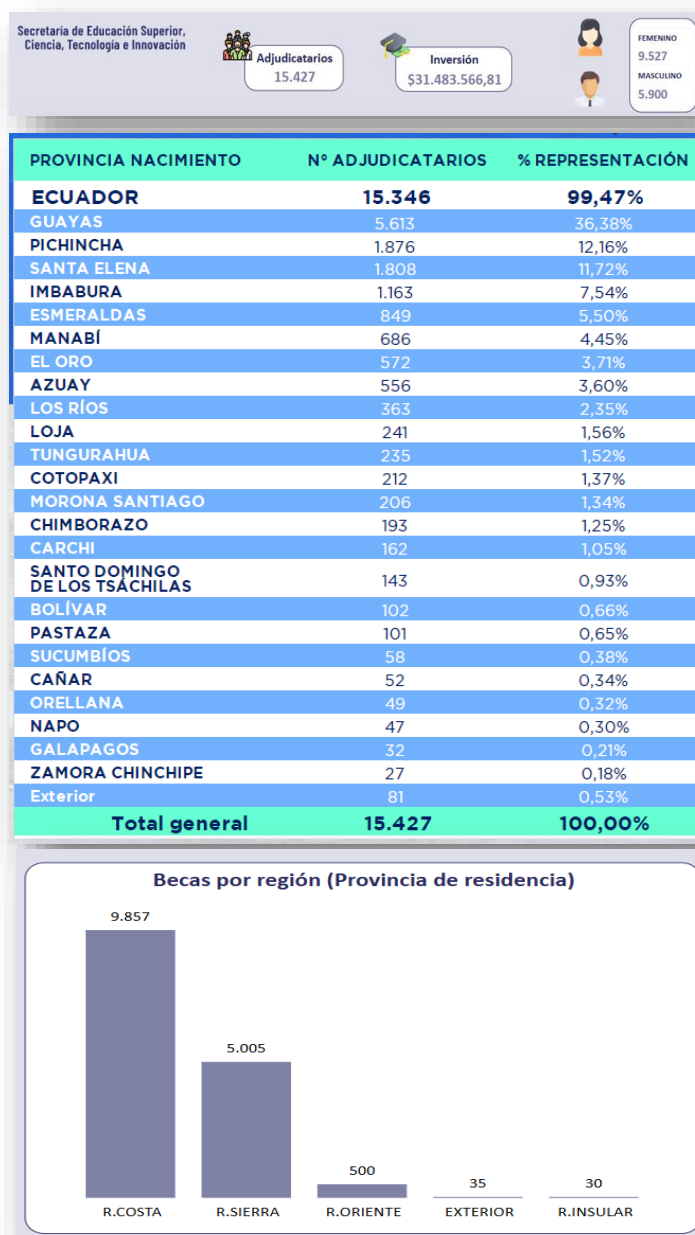 Secretaría de Educación Superior,
Ciencia, Tecnología e Innovación
Adjudicatarios
15.427
Inversión
$31.483.566,81
FEMENINO
9.527
MASCULINO
5.900
PROVINCIA NACIMIENTO N° ADJUDICATARIOS % REPRESENTACIÓN
ECUADOR 15.346 99,47%
GUAYAS 5.613 36,38%
PICHINCHA 1.876 12,16%
SANTA ELENA 1.808 11,72%
IMBABURA 1.163 7,54%
ESMERALDAS 849 5,50%
MANABÍ 686 4,45%
EL ORO 572 3,71%
AZUAY 556 3,60%
LOS RÍOS 363 2,35%
LOJA 241 1,56%
TUNGURAHUA 235 1,52%
COTOPAXI 212 1,37%
MORONA SANTIAGO 206 1,34%
CHIMBORAZO 193 1,25%
CARCHI 162 1,05%
SANTO DOMINGO
DE LOS TSÁCHILAS 143 0,93%
BOLÍVAR 102 0,66%
PASTAZA 101 0,65%
SUCUMBÍOS 58 0,38%
CAÑAR 52 0,34%
ORELLANA 49 0,32%
NAPO 47 0,30%
GALAPAGOS 32 0,21%
ZAMORA CHINCHIPE 27 0,18%
Exterior 81 0,53%
Total general 15.427 100,00%
Becas por región (Provincia de residencia)
9.857
5.005
500
35
30
R.COSTA R.SIERRA R.ORIENTE EXTERIOR R.INSULAR